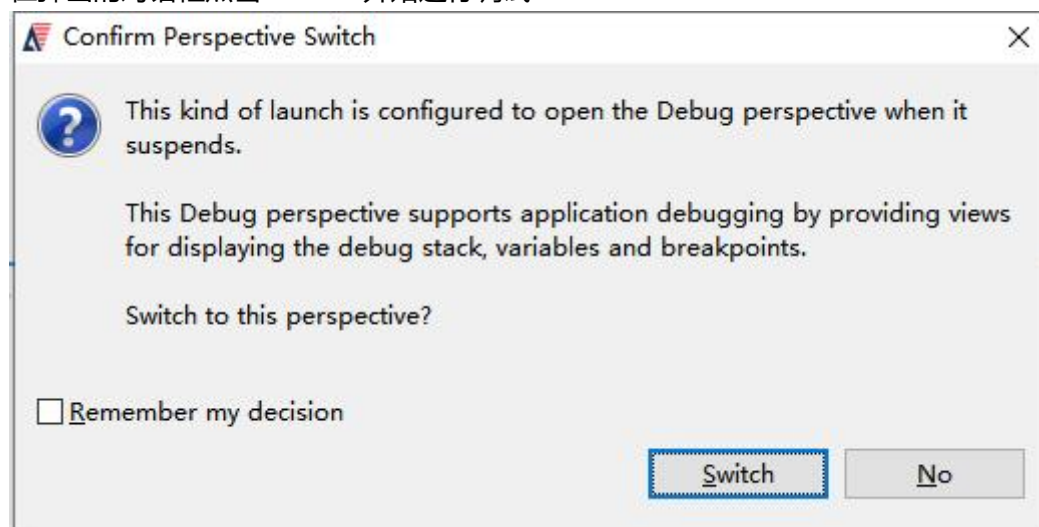 Confirm Perspective Switch
This kind of launch is configured to open the Debug perspective when it
suspends.
This Debug perspective supports application debugging by providing views
for displaying the debug stack, variables and breakpoints.
Switch to this perspective?
Remember my decision
Switch
No